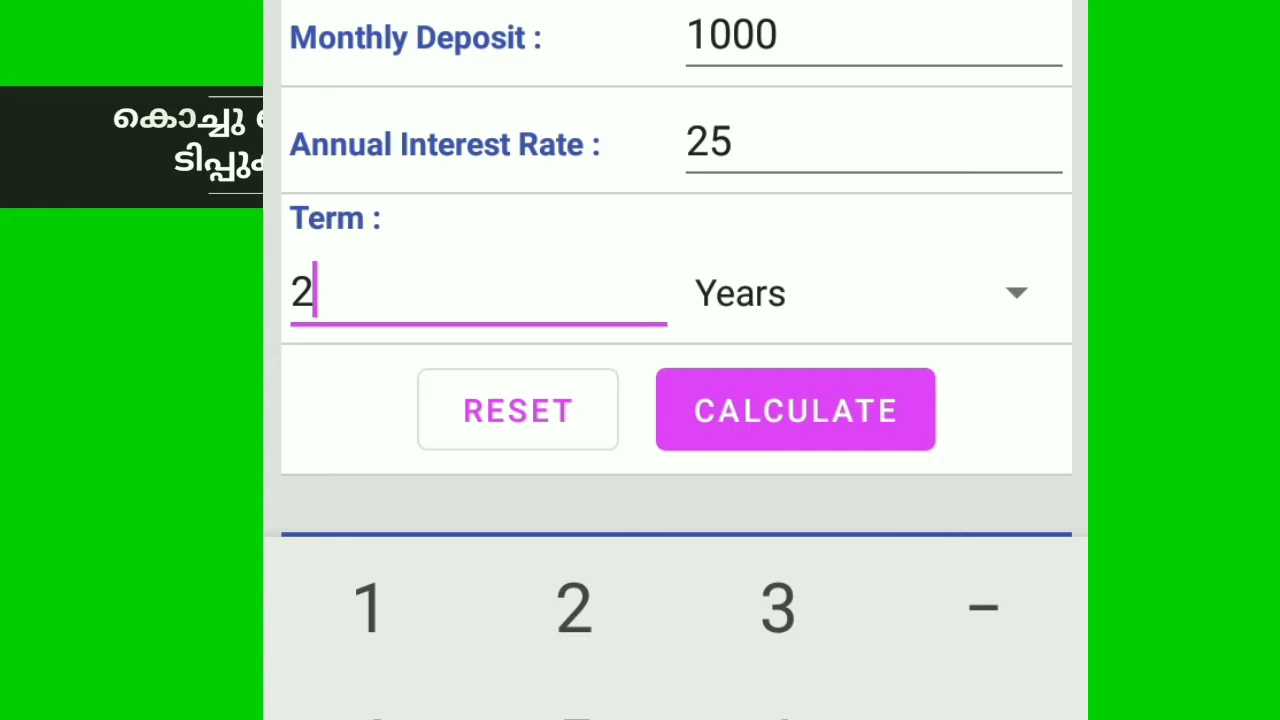 Monthly Deposit : 1000
കൊച്ചു
ടിപ്പുക
Annual Interest Rate : 25
Term :
2 Years
RESET CALCULATE
1 2 3 −